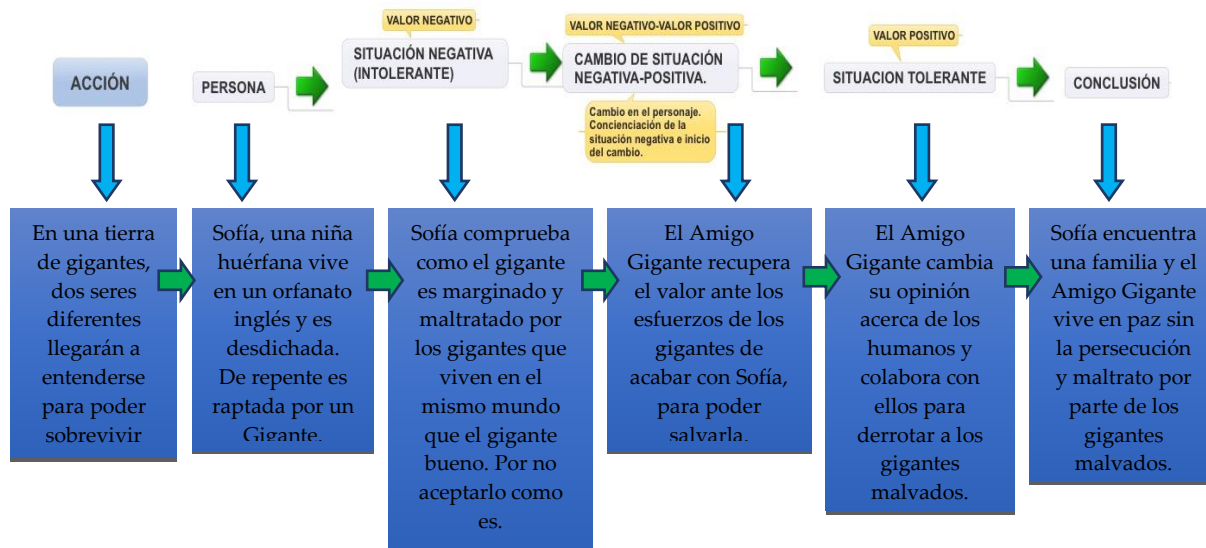 VALOR NEGATIVO
VALOR NEGATIVO-VALOR POSITIVO
VALOR POSITIVO
ACCIÓN
PERSONA
SITUACIÓN NEGATIVA
(INTOLERANTE)
CAMBIO DE SITUACIÓN
NEGATIVA-POSITIVA.
SITUACION TOLERANTE
CONCLUSIÓN
Cambio en el personaje.
Concienciación de la
situación negativa e inicio
del cambio.
En una tierra
de gigantes,
dos seres
diferentes
llegarán a
entenderse
para poder
sobrevivir
Sofía, una niña
huérfana vive
en un orfanato
inglés y es
desdichada.
De repente es
raptada por un
Gigante.
Sofía comprueba
como el gigante
es marginado y
maltratado por
los gigantes que
viven en el
mismo mundo
que el gigante
bueno. Por no
aceptarlo como
es.
El Amigo
Gigante recupera
el valor ante los
esfuerzos de los
gigantes de
acabar con Sofía,
para poder
salvarla.
El Amigo
Gigante cambia
su opinión
acerca de los
humanos y
colabora con
ellos para
derrotar a los
gigantes
malvados.
Sofía encuentra
una familia y el
Amigo Gigante
vive en paz sin
la persecución
y maltrato por
parte de los
gigantes
malvados.